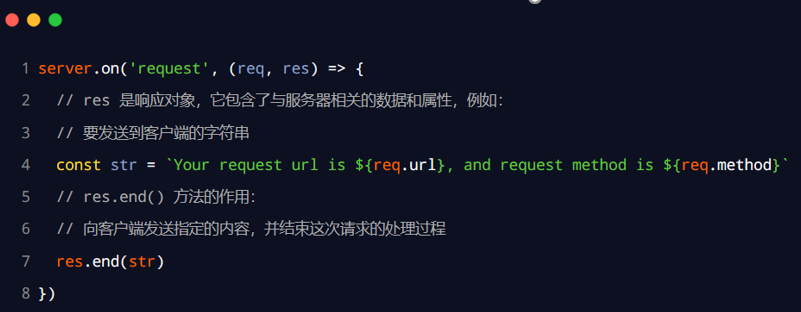 1 server.on('request', (req, res) => {
2 // res 是响应对象，它包含了与服务器相关的数据和属性，例如：
3 // 要发送到客户端的字符串
4 const str = `Your request url is ${req.url}, and request method is ${req.method}`
5 // res.end() 方法的作用：
6 // 向客户端发送指定的内容，并结束这次请求的处理过程
7 res.end(str)
8 })